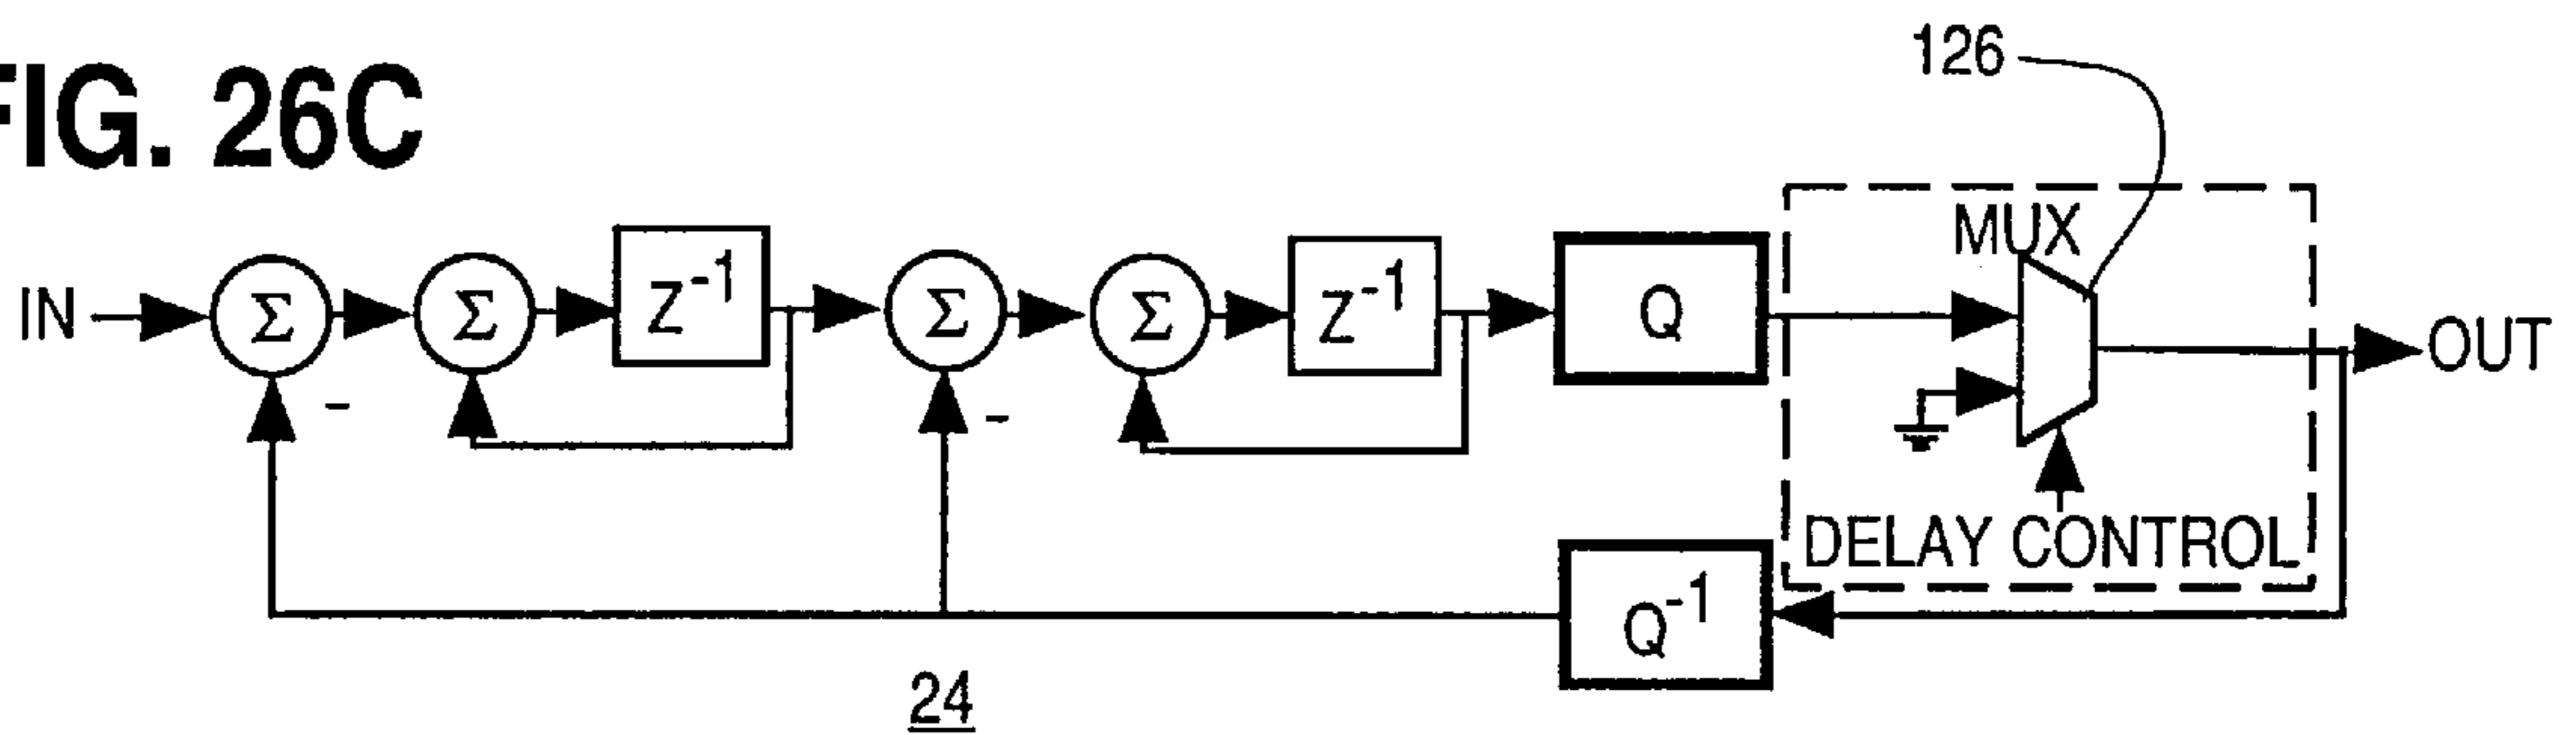 FIG. 26C
126
MUX
IN
Σ
Σ
Z-1
Σ
Σ
Z-1
Q
OUT
-
-
DELAY CONTROL
Q-1
24